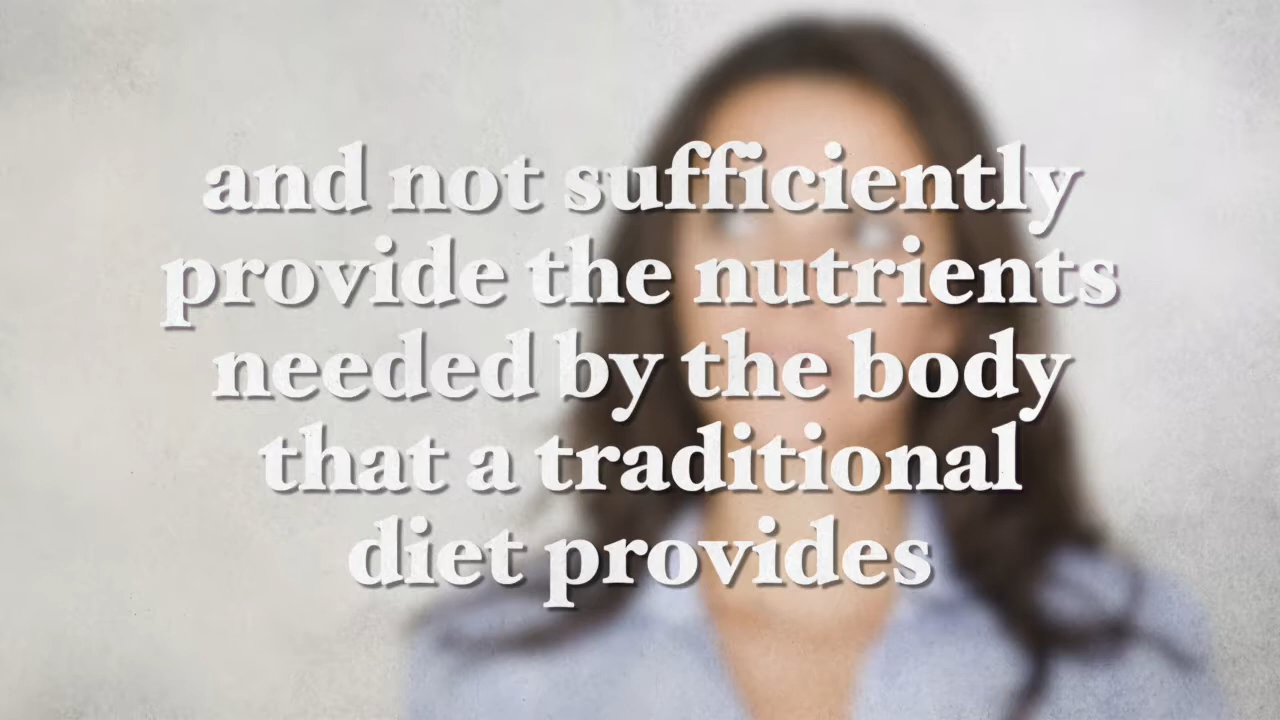 and not sufficiently
provide the nutrients
needed by the body
that a traditional
diet provides